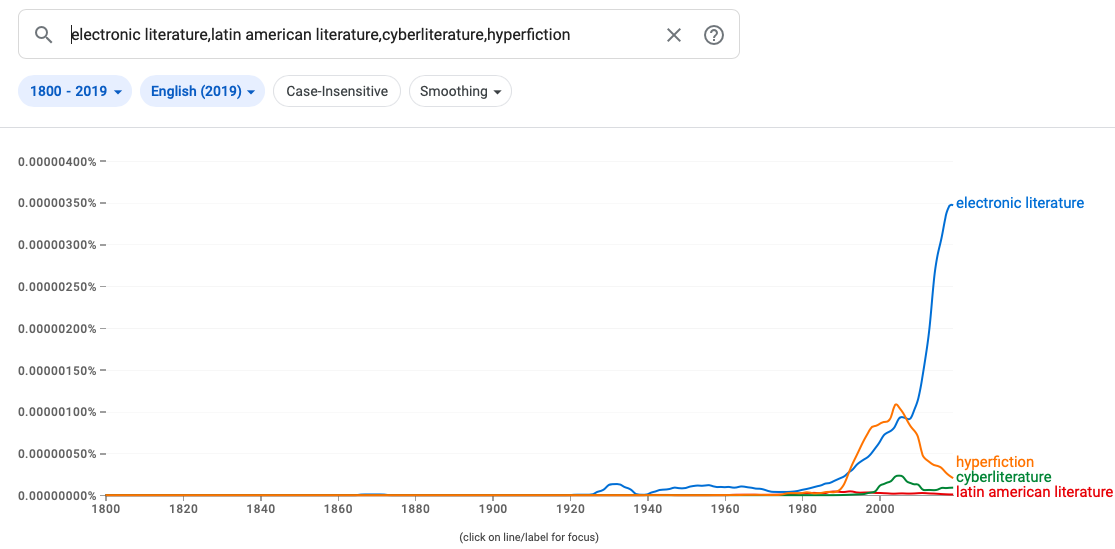 electronic literature,latin american literature,cyberliterature,hyperfiction
1800 - 2019 English (2019) Case-Insensitive Smoothing
0.00000400%
0.00000350%
electronic literature
0.00000300%
0.00000250%
0.00000200%
0.00000150%
0.00000100%
0.00000050%
hyperfiction
cyberliterature
latin american literature
0.00000000%
1800 1820 1840 1860 1880 1900 1920 1940 1960 1980 2000
(click on line/label for focus)